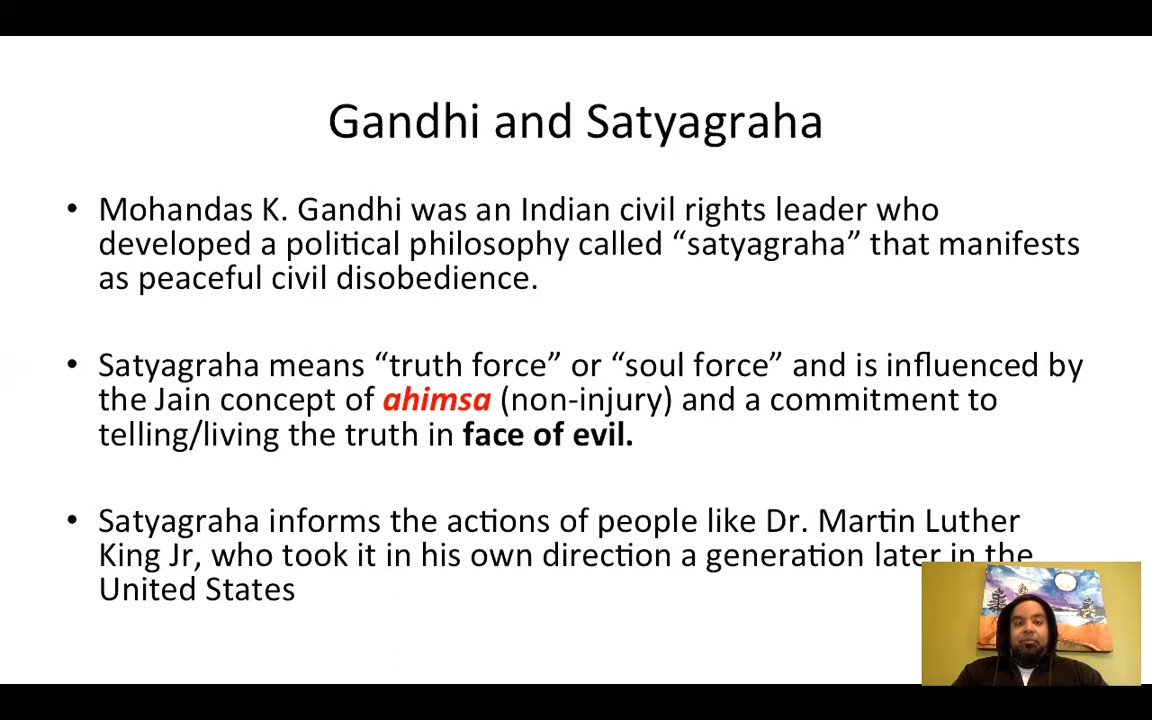 Gandhi and Satyagraha
• Mohandas K. Gandhi was an Indian civil rights leader who
developed a political philosophy called “satyagraha” that manifests
as peaceful civil disobedience.
• Satyagraha means “truth force” or “soul force” and is influenced by
the Jain concept of ahimsa (non-injury) and a commitment to
telling/living the truth in face of evil.
• Satyagraha informs the actions of people like Dr. Martin Luther
King Jr, who took it in his own direction a generation later in the
United States